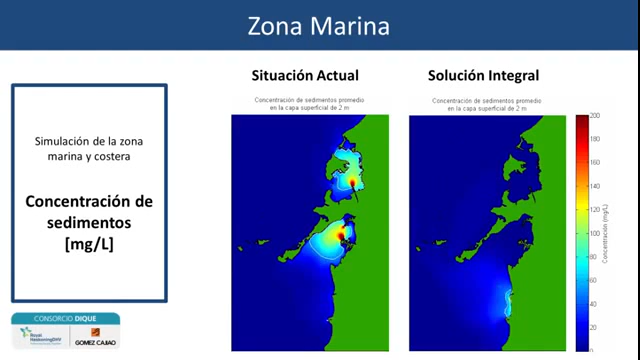 Zona Marina
Simulación de la zona
marina y costera
Concentración de
sedimentos
[mg/L]
CONSORCIO DIQUE
Royal
HaskoningDHV
GOMEZ CAJIAO
Situación Actual
Concentración de sedimentos promedio
en la capa superficial de 2 m
Solución Integral
Concentración de sedimentos promedio
en la capa superficial de 2 m
200
180
160
140
120
100
80
60
40
20
0
Concentración (mg/L)